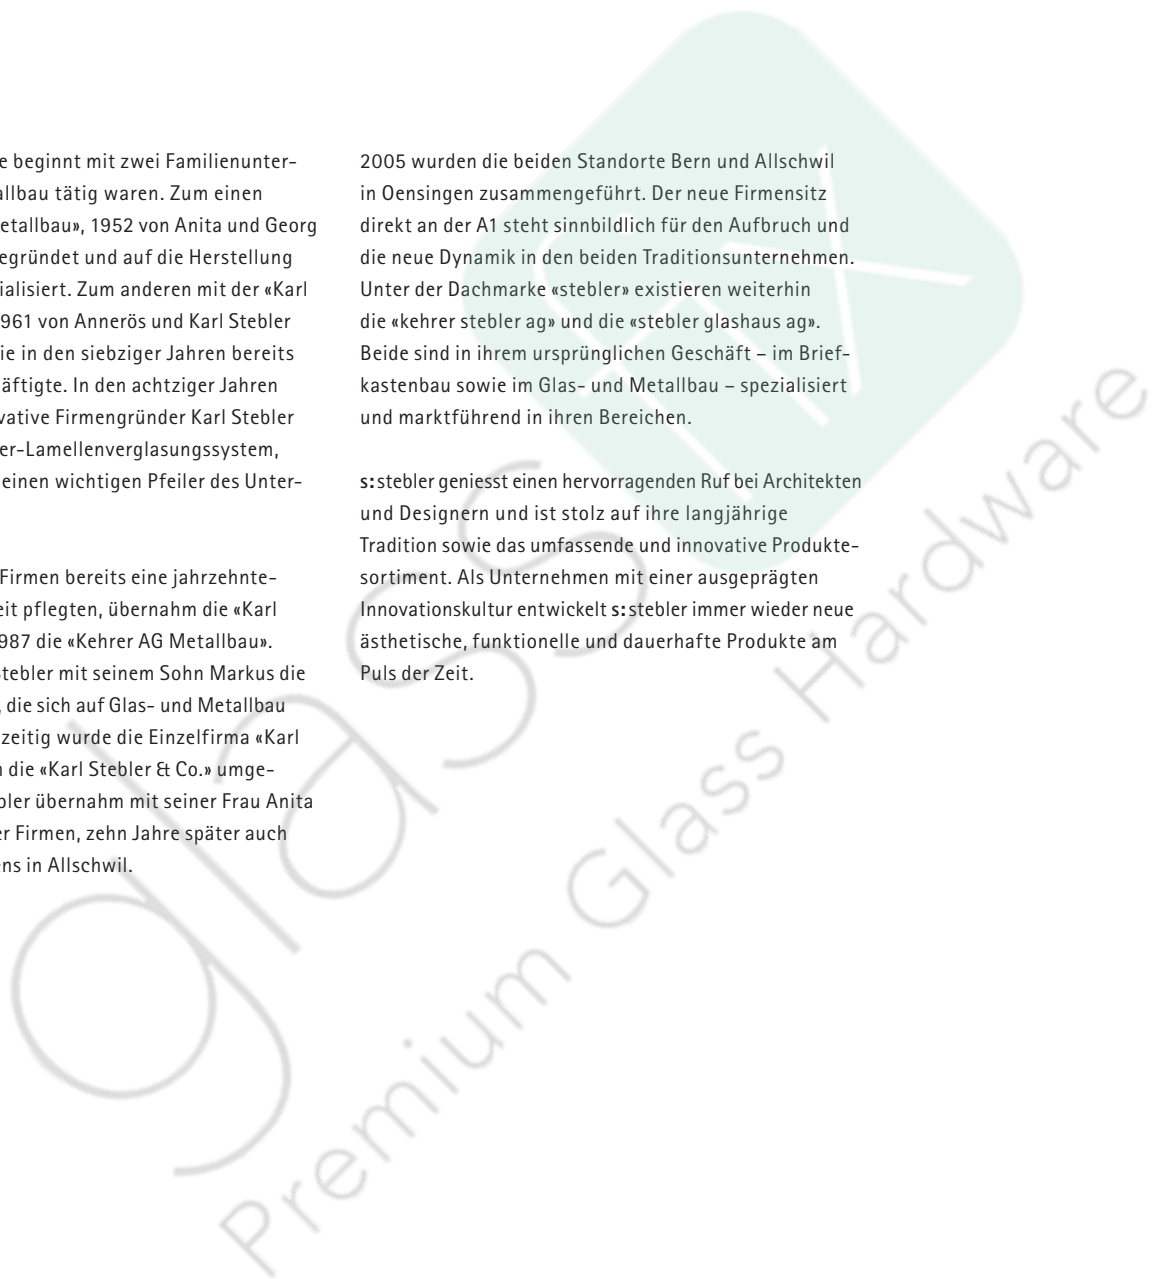 e beginnt mit zwei Familienunter-
allbau tätig waren. Zum einen
etallbau», 1952 von Anita und Georg
egründet und auf die Herstellung
ialisiert. Zum anderen mit der «Karl
961 von Annerös und Karl Stebler
ie in den siebziger Jahren bereits
äftigte. In den achtziger Jahren
vative Firmengründer Karl Stebler
er-Lamellenverglasungssystem,
einen wichtigen Pfeiler des Unter-
Firmen bereits eine jahrzehnte-
eit pflegten, übernahm die «Karl
987 die «Kehrer AG Metallbau».
Stebler mit seinem Sohn Markus die
, die sich auf Glas- und Metallbau
zeitig wurde die Einzelfirma «Karl
n die «Karl Stebler & Co.» umge-
bler übernahm mit seiner Frau Anita
er Firmen, zehn Jahre später auch
ens in Allschwil.
2005 wurden die beiden Standorte Bern und Allschwil
in Oensingen zusammengeführt. Der neue Firmensitz
direkt an der A1 steht sinnbildlich für den Aufbruch und
die neue Dynamik in den beiden Traditionsunternehmen.
Unter der Dachmarke «stebler» existieren weiterhin
die «kehrer stebler ag» und die «stebler glashaus ag».
Beide sind in ihrem ursprünglichen Geschäft – im Brief-
kastenbau sowie im Glas- und Metallbau – spezialisiert
und marktführend in ihren Bereichen.
s:stebler geniesst einen hervorragenden Ruf bei Architekten
und Designern und ist stolz auf ihre langjährige
Tradition sowie das umfassende und innovative Produkte-
sortiment. Als Unternehmen mit einer ausgeprägten
Innovationskultur entwickelt s:stebler immer wieder neue
ästhetische, funktionelle und dauerhafte Produkte am
Puls der Zeit.
glass fix
Premium Glass Hardware